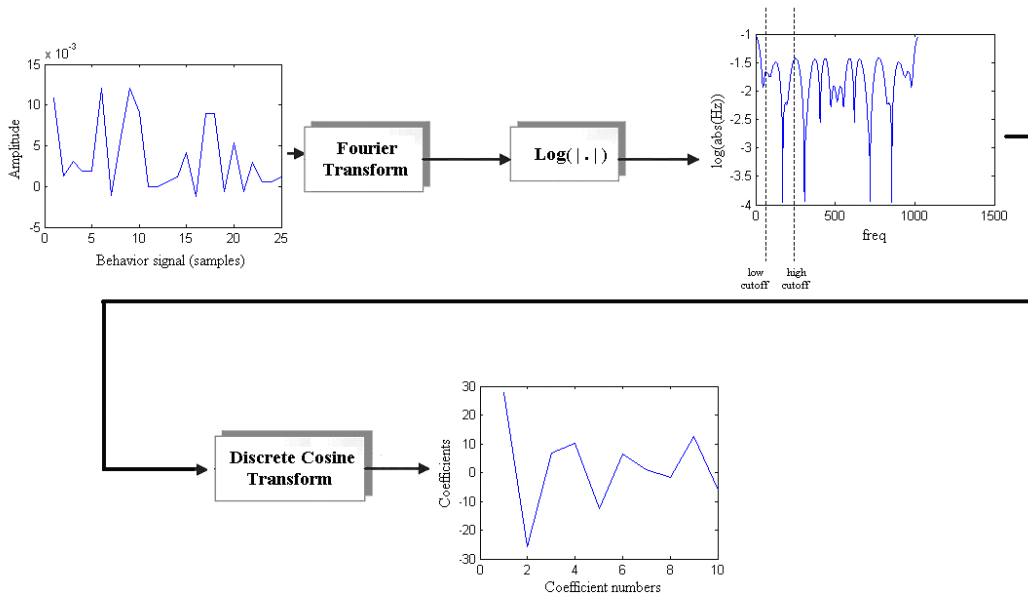 x 10⁻³
15
10
5
0
-5
Amplitude
0 5 10 15 20 25
Behavior signal (samples)
Fourier
Transform
Log(|.|)
-1
-1.5
-2
-2.5
-3
-3.5
-4
log(abs(Hz))
0 500 1000 1500
freq
low
cutoff
high
cutoff
Discrete Cosine
Transform
30
20
10
0
-10
-20
-30
Coefficients
0 2 4 6 8 10
Coefficient numbers